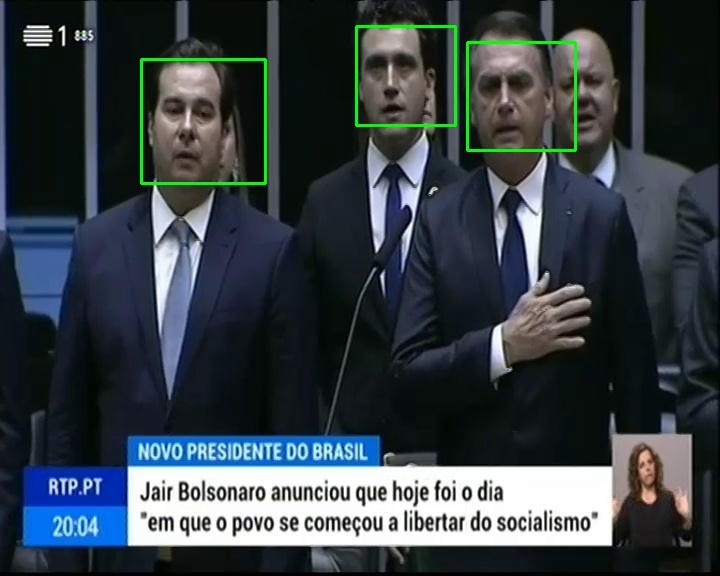 1 885
NOVO PRESIDENTE DO BRASIL
RTP.PT
Jair Bolsonaro anunciou que hoje foi o dia
20:04
"em que o povo se começou a libertar do socialismo"